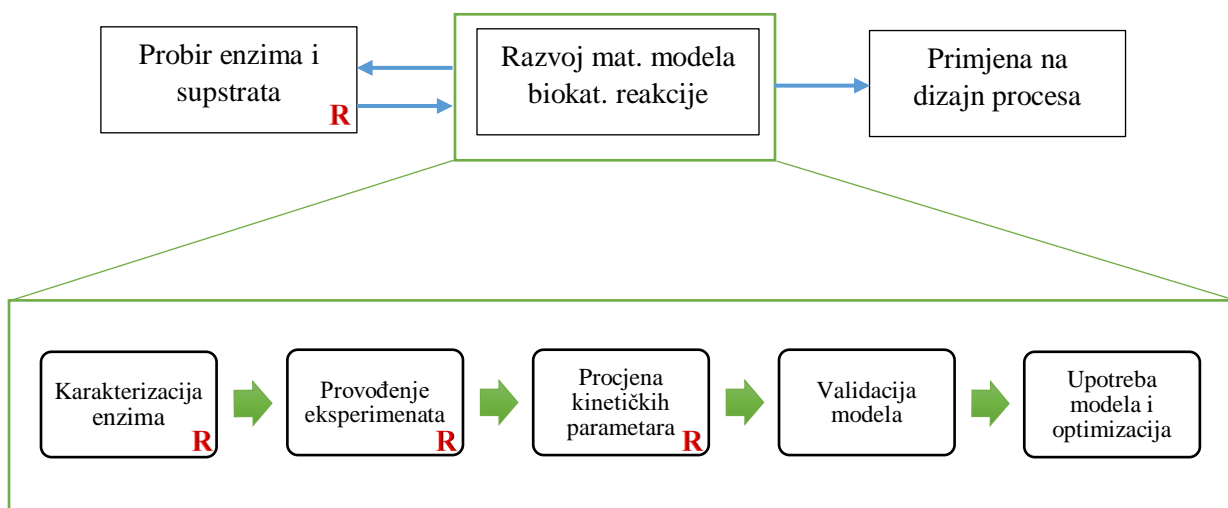 Probir enzima i
supstrata
R
Razvoj mat. modela
biokat. reakcije
Primjena na
dizajn procesa
Karakterizacija
enzima
R
Provođenje
eksperimenata
R
Procjena
kinetičkih
parametara
R
Validacija
modela
Upotreba
modela i
optimizacija